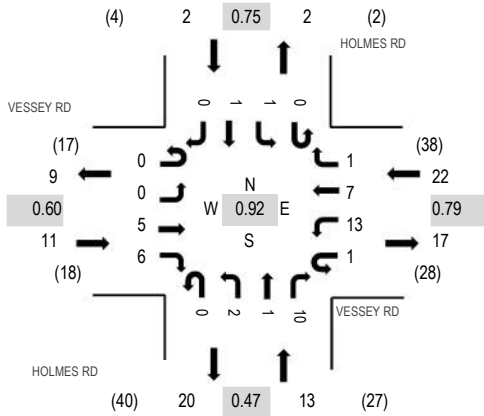 (4) 2 0.75 2 (2)
HOLMES RD
VESSEY RD
0 1 1 0
(17) 0 1 (38)
9 0 N 7 22
0.60 W 0.92 E 0.79
11 5 S 13 17
(18) 6 1 (28)
0 2 1 10
VESSEY RD
HOLMES RD
(40) 20 0.47 13 (27)